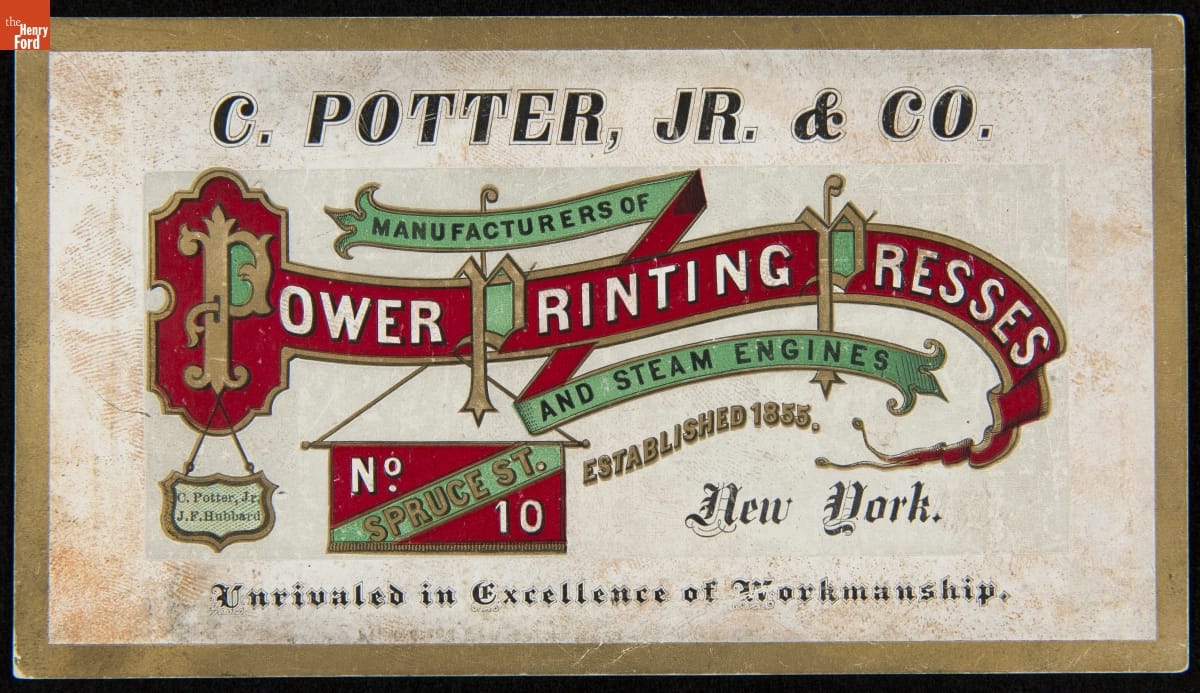 the Henry Ford
C. POTTER, JR. & CO.
MANUFACTURERS OF
POWER PRINTING PRESSES
AND STEAM ENGINES
ESTABLISHED 1855.
No 10 SPRUCE ST.
New York.
C. Potter, Jr.
J.F. Hubbard
Unrivaled in Excellence of Workmanship.